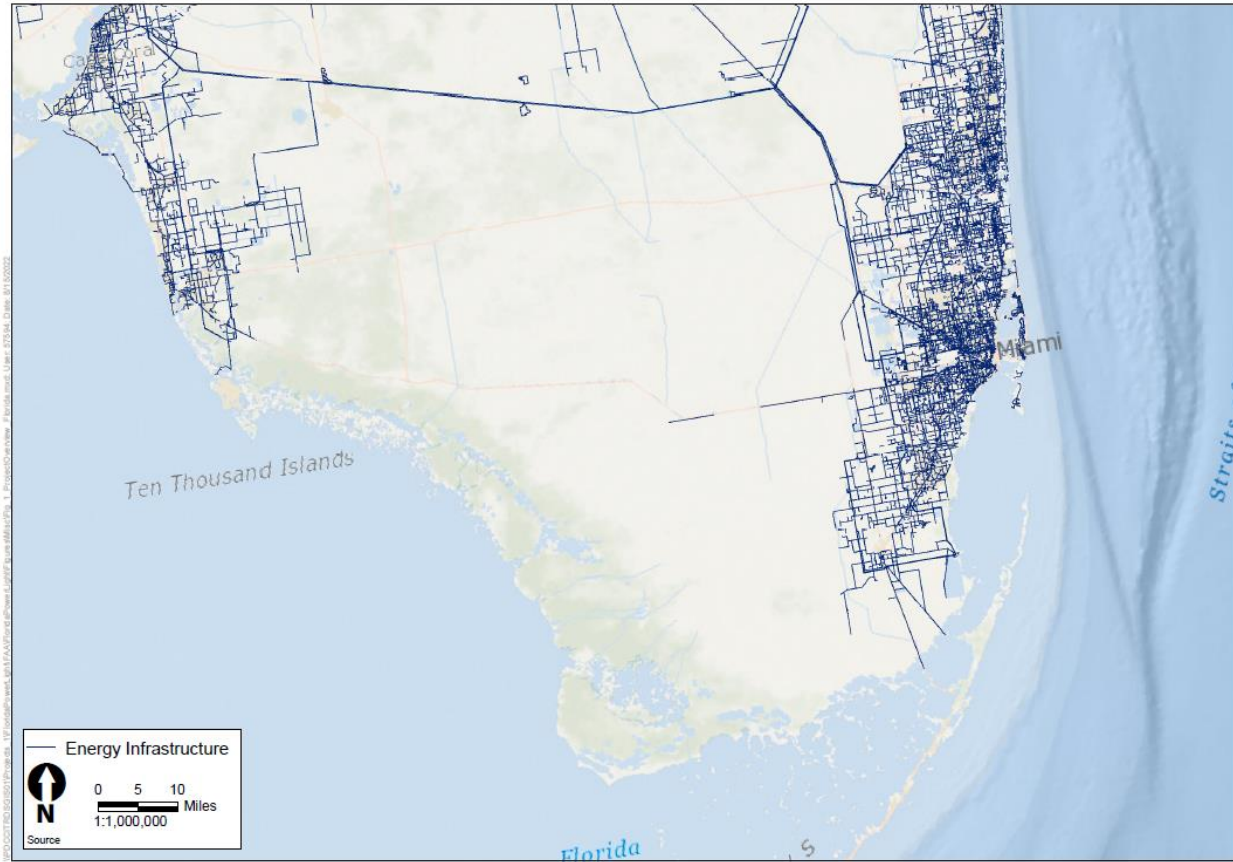 Cape Coral
Miami
Ten Thousand Islands
Straits
Florida
Energy Infrastructure
N
0 5 10
Miles
1:1,000,000
Source